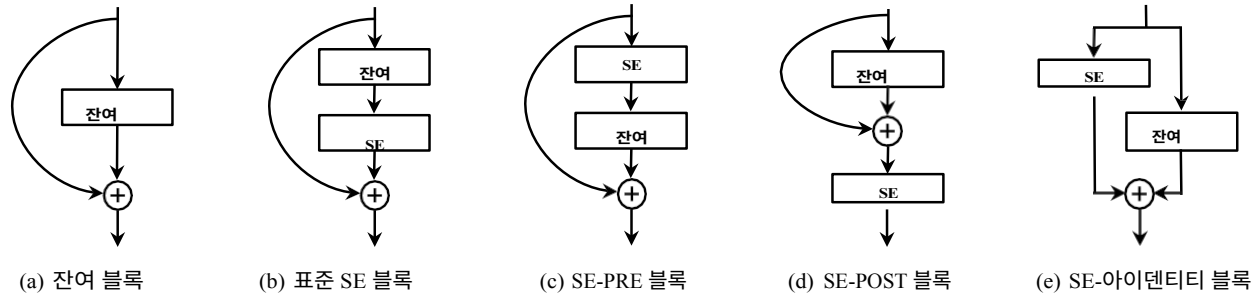 잔여
(a) 잔여 블록
잔여
SE
(b) 표준 SE 블록
SE
잔여
(c) SE-PRE 블록
잔여
SE
(d) SE-POST 블록
SE
잔여
(e) SE-아이덴티티 블록